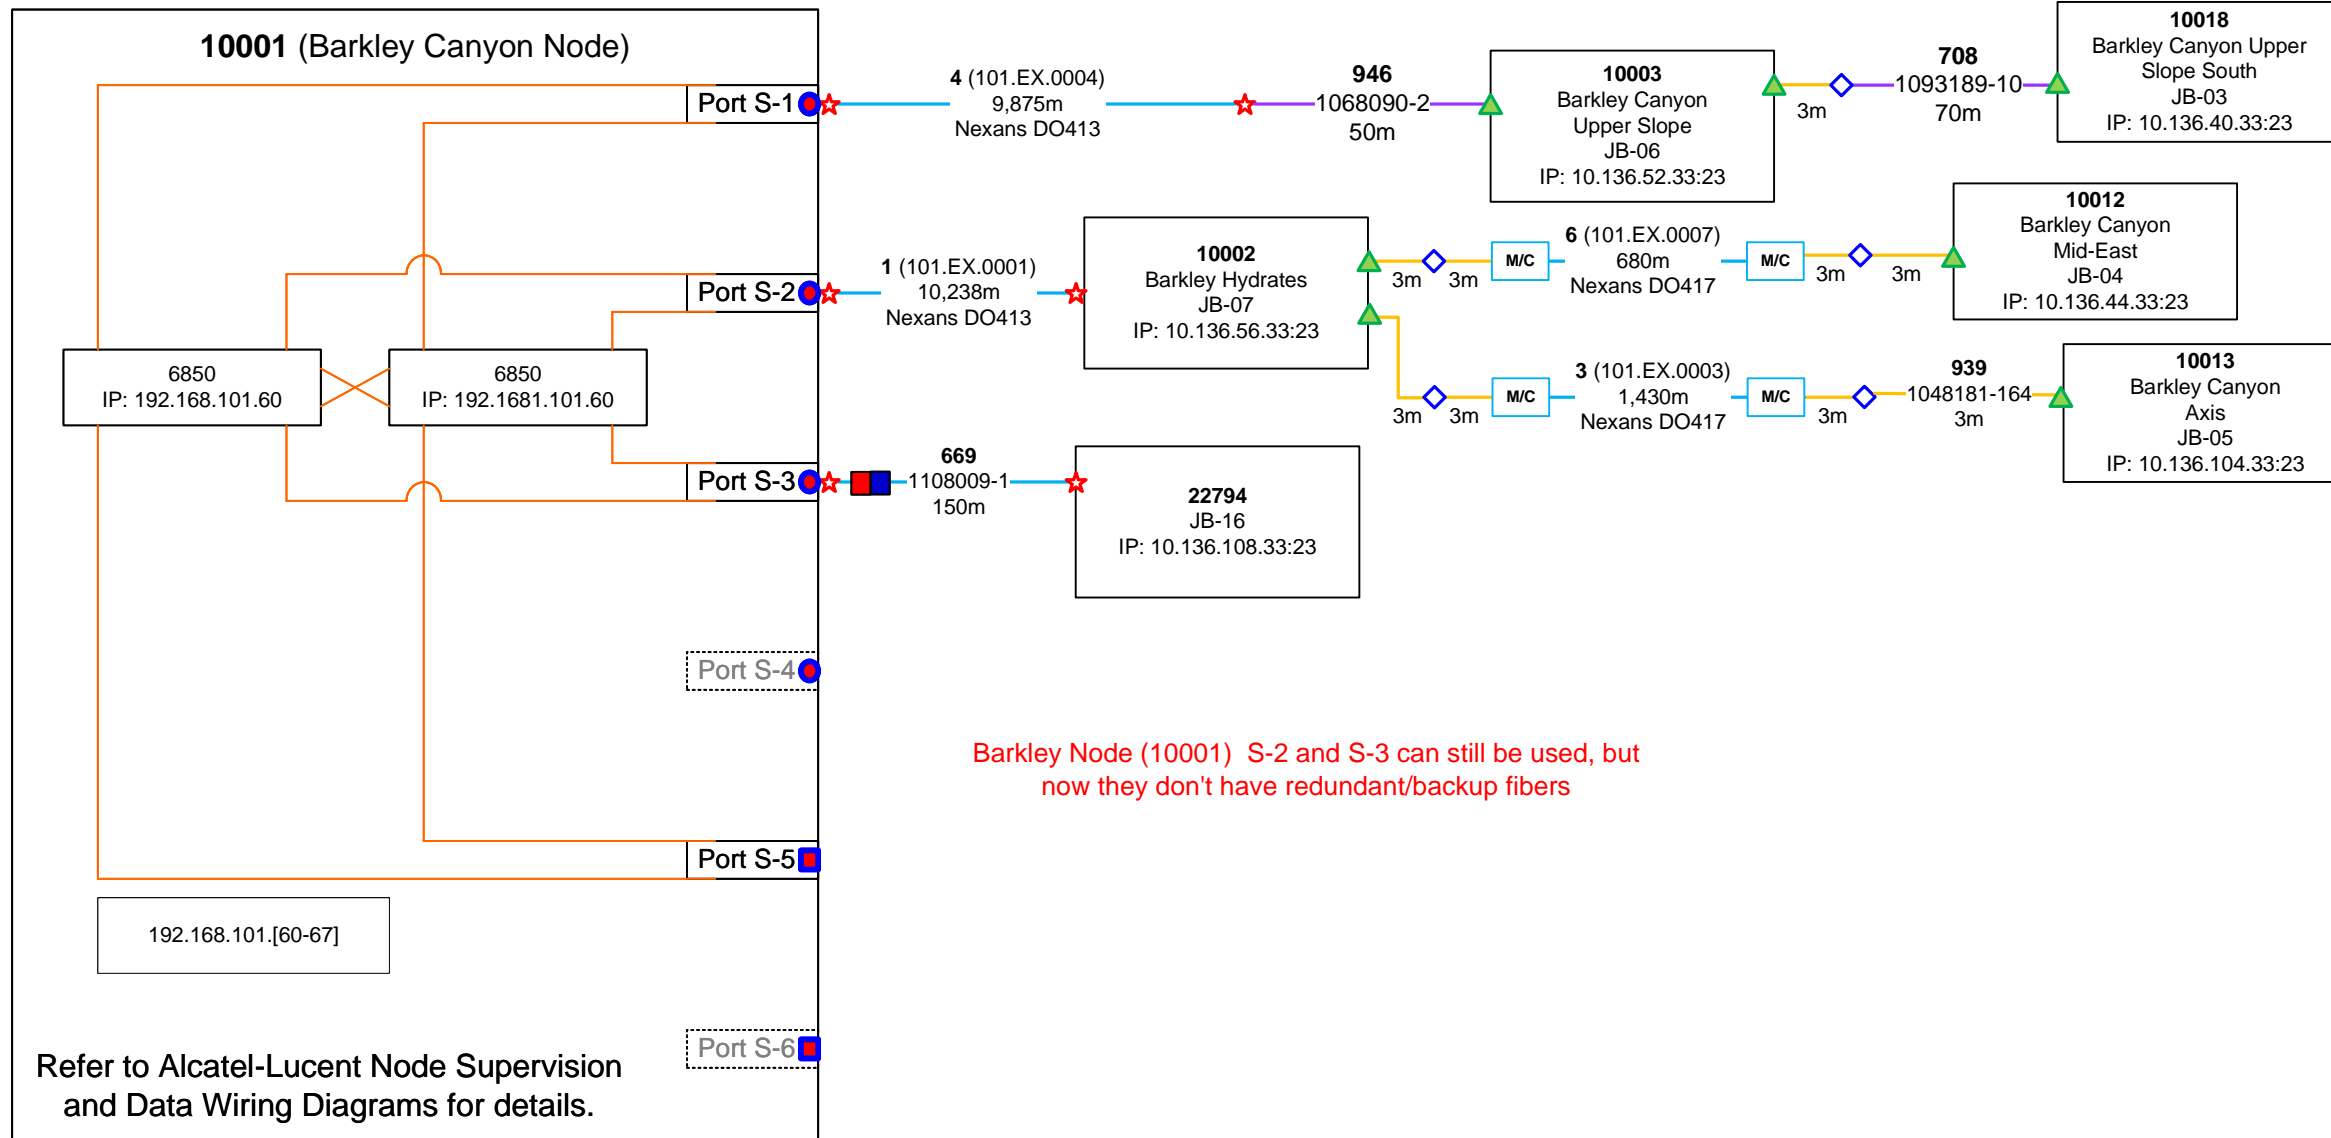 10001 (Barkley Canyon Node)
Port S-1
4 (101.EX.0004)
9,875m
Nexans DO413
946
1068090-2
50m
10003
Barkley Canyon
Upper Slope
JB-06
IP: 10.136.52.33:23
3m
708
1093189-10
70m
10018
Barkley Canyon Upper
Slope South
JB-03
IP: 10.136.40.33:23
Port S-2
1 (101.EX.0001)
10,238m
Nexans DO413
10002
Barkley Hydrates
JB-07
IP: 10.136.56.33:23
3m
3m
M/C
6 (101.EX.0007)
680m
Nexans DO417
M/C
3m
3m
10012
Barkley Canyon
Mid-East
JB-04
IP: 10.136.44.33:23
6850
IP: 192.168.101.60
6850
IP: 192.1681.101.60
3m
3m
M/C
3 (101.EX.0003)
1,430m
Nexans DO417
M/C
3m
939
1048181-164
3m
10013
Barkley Canyon
Axis
JB-05
IP: 10.136.104.33:23
Port S-3
669
1108009-1
150m
22794
JB-16
IP: 10.136.108.33:23
Port S-4
Barkley Node (10001)  S-2 and S-3 can still be used, but
now they don't have redundant/backup fibers
Port S-5
192.168.101.[60-67]
Port S-6
Refer to Alcatel-Lucent Node Supervision
and Data Wiring Diagrams for details.